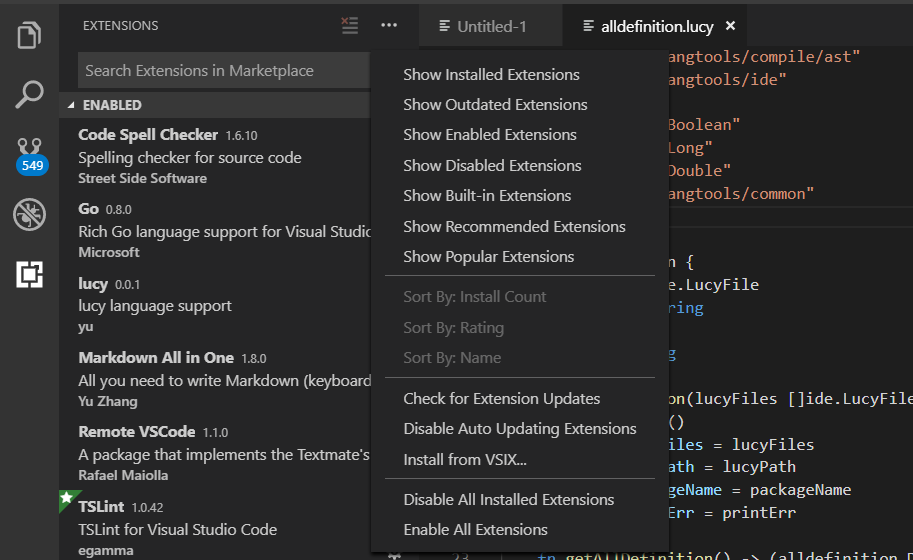 EXTENSIONS
Search Extensions in Marketplace
ENABLED
Code Spell Checker 1.6.10
Spelling checker for source code
Street Side Software
Go 0.8.0
Rich Go language support for Visual Studio
Microsoft
lucy 0.0.1
lucy language support
yu
Markdown All in One 1.8.0
All you need to write Markdown (keyboard
Yu Zhang
Remote VSCode 1.1.0
A package that implements the Textmate's
Rafael Maiolla
TSLint 1.0.42
TSLint for Visual Studio Code
egamma
549
Show Installed Extensions
Show Outdated Extensions
Show Enabled Extensions
Show Disabled Extensions
Show Built-in Extensions
Show Recommended Extensions
Show Popular Extensions
Sort By: Install Count
Sort By: Rating
Sort By: Name
Check for Extension Updates
Disable Auto Updating Extensions
Install from VSIX...
Disable All Installed Extensions
Enable All Extensions
Untitled-1
alldefinition.lucy
angtools/compile/ast"
angtools/ide"
Boolean"
Long"
Double"
angtools/common"
n {
e.LucyFile
ring
g
on(lucyFiles []ide.LucyFile
()
iles = lucyFiles
ath = lucyPath
geName = packageName
Err = printErr
23 fn getAllDefinition() -> (alldefinition